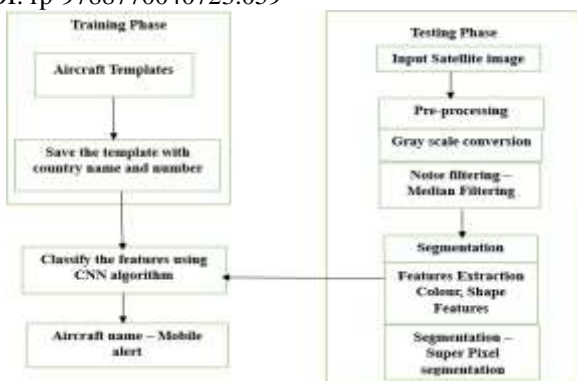 Training Phase
Aircraft Templates
Save the template with
country name and number
Classify the features using
CNN algorithm
Aircraft name – Mobile
alert
Testing Phase
Input Satellite image
Pre-processing
Gray scale conversion
Noise filtering –
Median Filtering
Segmentation
Features Extraction
Colour, Shape
Features
Segmentation –
Super Pixel
segmentation